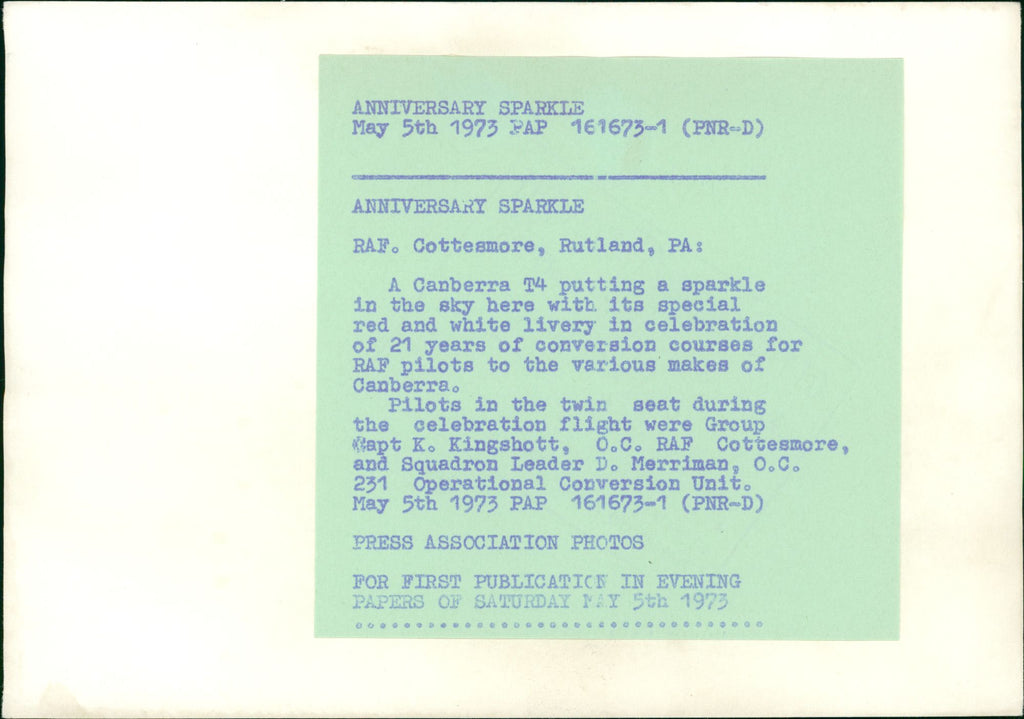 ANNIVERSARY SPARKLE
May 5th 1973 PAP 161673-1 (PNR-D)
ANNIVERSARY SPARKLE
RAF. Cottesmore, Rutland, PA:
A Canberra T4 putting a sparkle
in the sky here with its special
red and white livery in celebration
of 21 years of conversion courses for
RAF pilots to the various makes of
Canberra.
Pilots in the twin seat during
the celebration flight were Group
Capt K. Kingshott, O.C. RAF Cottesmore,
and Squadron Leader D. Merriman, O.C.
231 Operational Conversion Unit.
May 5th 1973 PAP 161673-1 (PNR-D)
PRESS ASSOCIATION PHOTOS
FOR FIRST PUBLICATION IN EVENING
PAPERS OF SATURDAY MAY 5th 1973
..................................